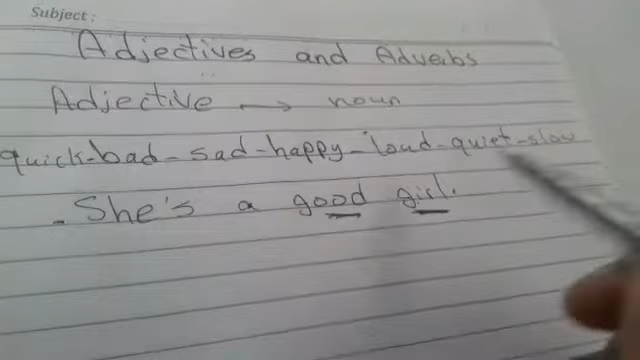 Subject :
Adjectives and Adverbs
Adjective → noun
quick-bad-sad-happy-loud-quiet-slow
- She's a good girl.